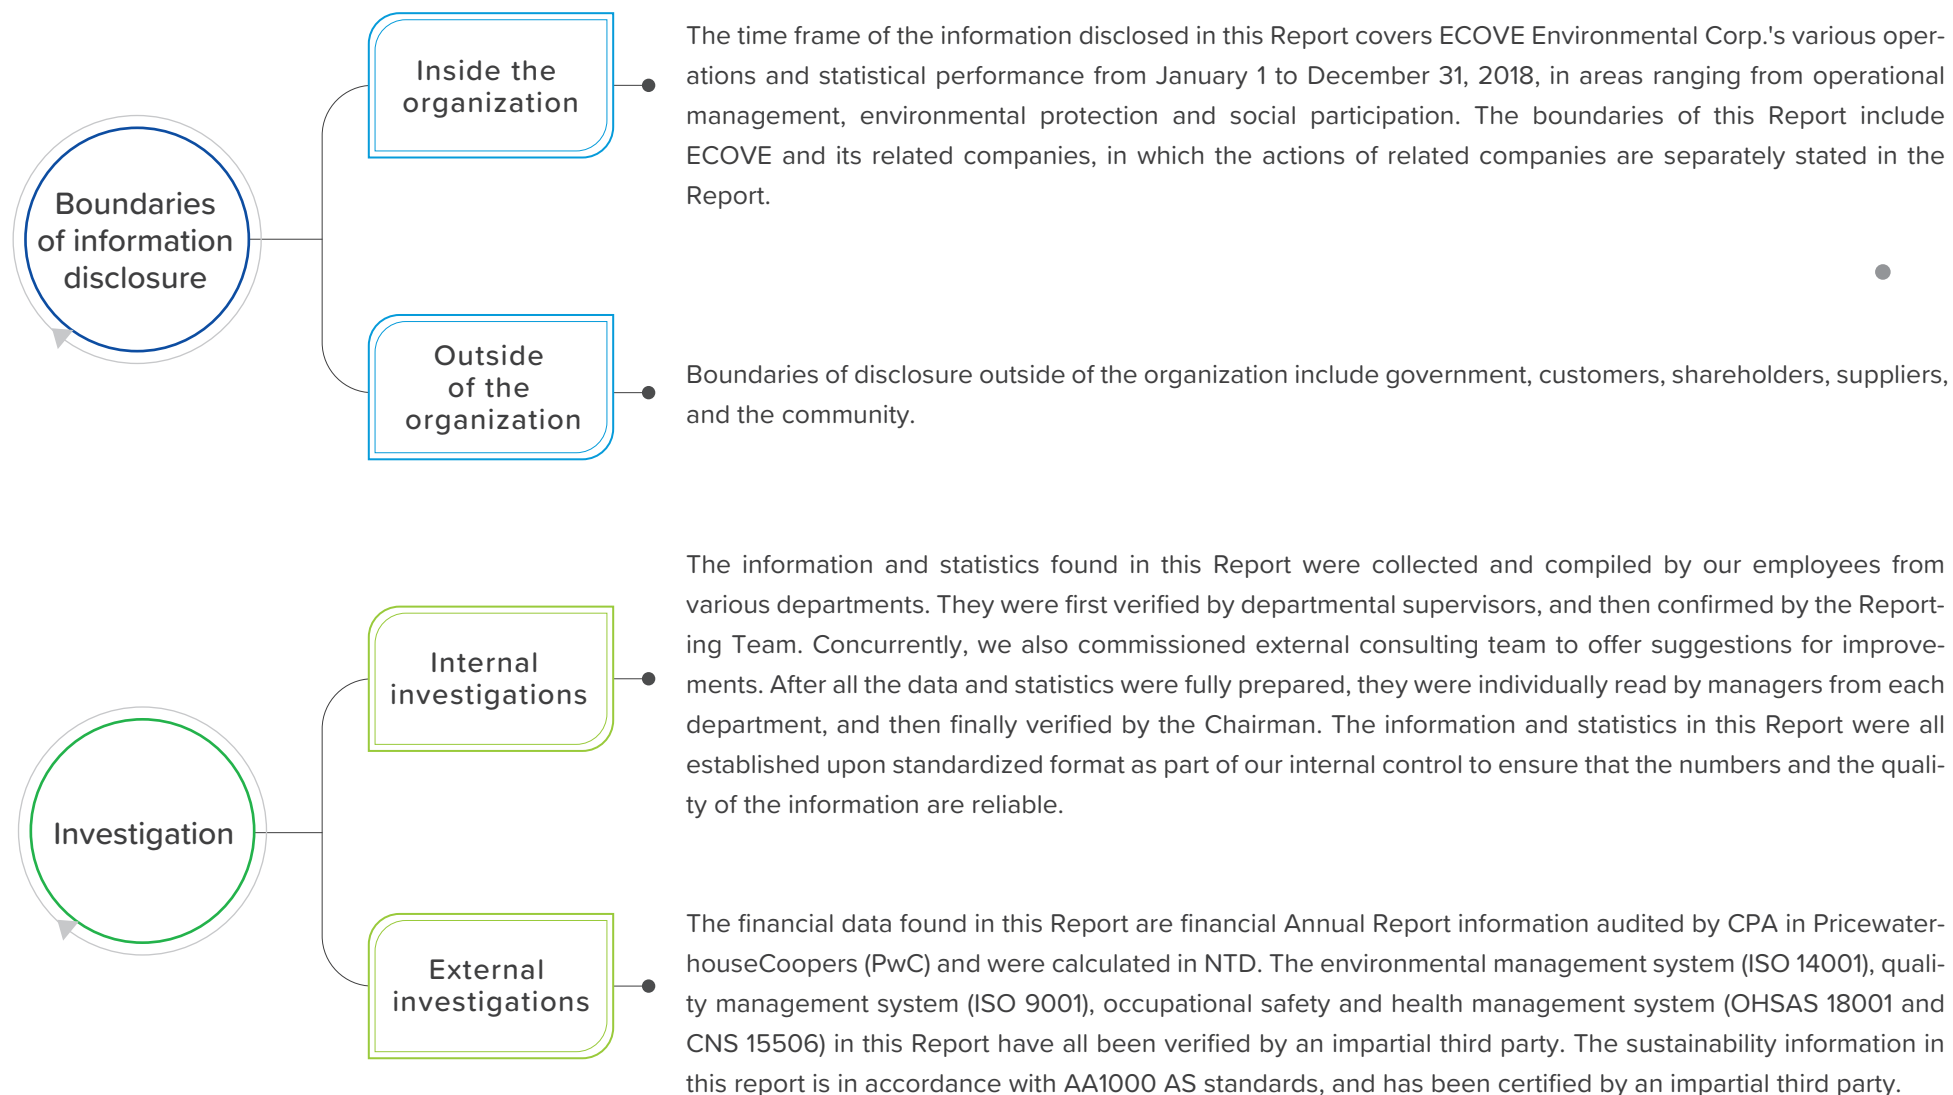 Boundaries
of information
disclosure
Inside the
organization
The time frame of the information disclosed in this Report covers ECOVE Environmental Corp.'s various oper-
ations and statistical performance from January 1 to December 31, 2018, in areas ranging from operational
management, environmental protection and social participation. The boundaries of this Report include
ECOVE and its related companies, in which the actions of related companies are separately stated in the
Report.
Outside
of the
organization
Boundaries of disclosure outside of the organization include government, customers, shareholders, suppliers,
and the community.
Investigation
Internal
investigations
The information and statistics found in this Report were collected and compiled by our employees from
various departments. They were first verified by departmental supervisors, and then confirmed by the Report-
ing Team. Concurrently, we also commissioned external consulting team to offer suggestions for improve-
ments. After all the data and statistics were fully prepared, they were individually read by managers from each
department, and then finally verified by the Chairman. The information and statistics in this Report were all
established upon standardized format as part of our internal control to ensure that the numbers and the quali-
ty of the information are reliable.
External
investigations
The financial data found in this Report are financial Annual Report information audited by CPA in Pricewater-
houseCoopers (PwC) and were calculated in NTD. The environmental management system (ISO 14001), quali-
ty management system (ISO 9001), occupational safety and health management system (OHSAS 18001 and
CNS 15506) in this Report have all been verified by an impartial third party. The sustainability information in
this report is in accordance with AA1000 AS standards, and has been certified by an impartial third party.